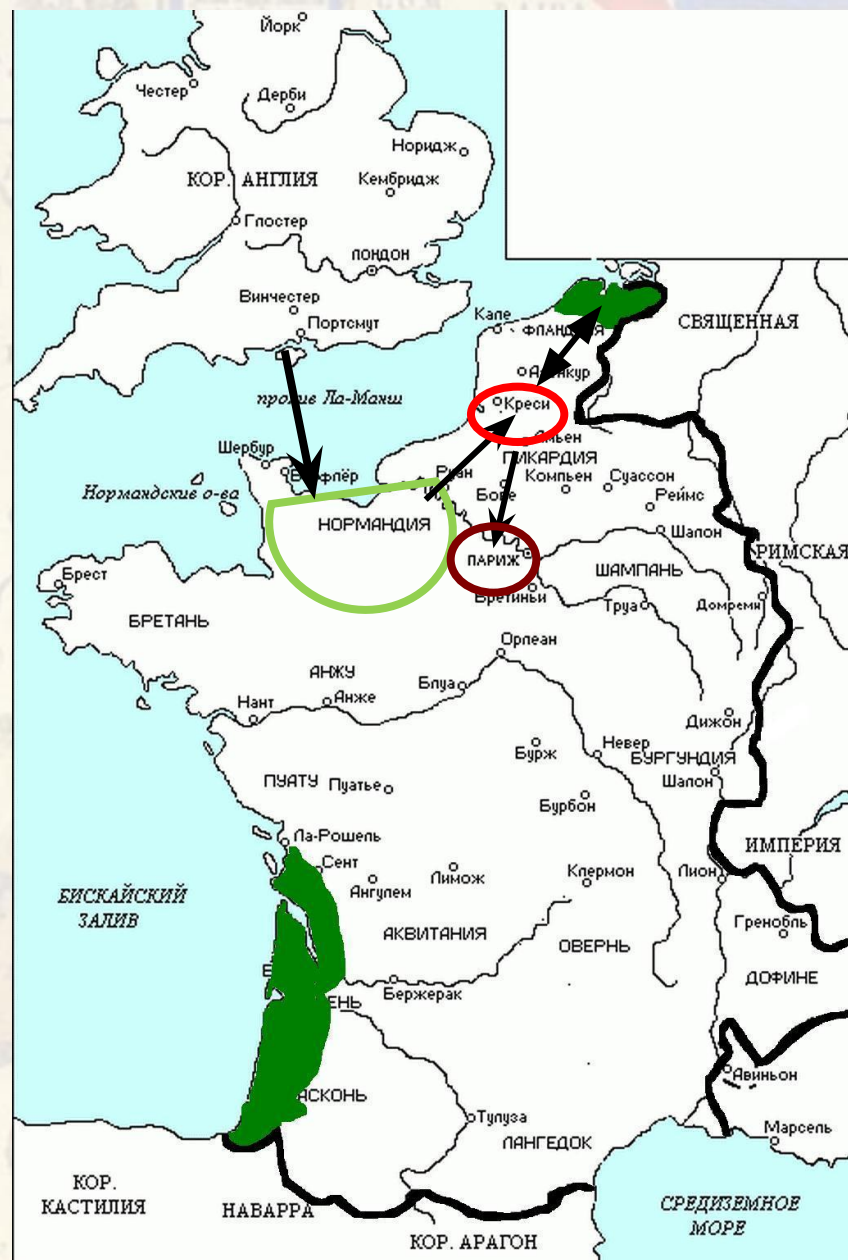 Йорк
Честер
Дерби
Норидж
КОР. АНГЛИЯ
Кембридж
Глостер
ЛОНДОН
Винчестер
Портсмут
Кале
СВЯЩЕННАЯ
пролив Ла-Манш
Креси
Шербур
Руан
ПИКАРДИЯ
Компьен
Суассон
Бове
Реймс
Нормандские о-ва
НОРМАНДИЯ
Шалон
РИМСКАЯ
ПАРИЖ
ШАМПАНЬ
Брест
Бретиньи
Труа
Домреми
БРЕТАНЬ
Орлеан
АНЖУ
Блуа
Анже
Нант
Дижон
Бурж
Невер
БУРГУНДИЯ
ПУАТУ
Пуатье
Шалон
Бурбон
Ла-Рошель
ИМПЕРИЯ
Сент
Ангулем
Лимож
Клермон
Лион
БИСКАЙСКИЙ
ЗАЛИВ
Гренобль
АКВИТАНИЯ
ОВЕРНЬ
ДОФИНЕ
Бержерак
ЕНЬ
АСКОНЬ
Авиньон
Тулуза
ЛАНГЕДОК
Марсель
КОР.
КАСТИЛИЯ
НАВАРРА
СРЕДИЗЕМНОЕ
МОРЕ
КОР. АРАГОН